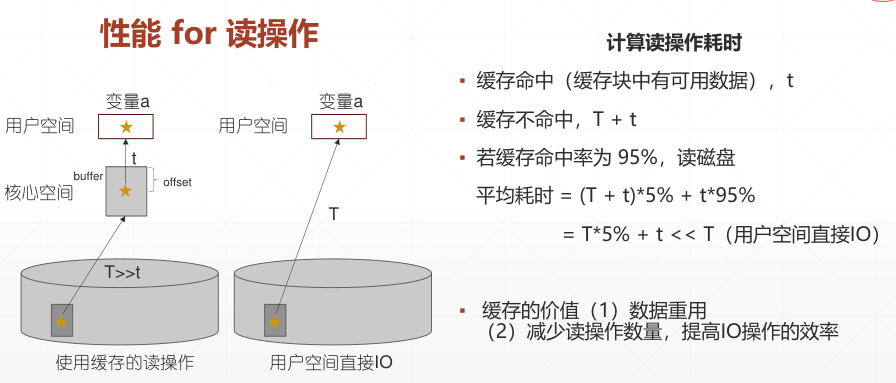 性能 for 读操作
变量a
变量a
用户空间
用户空间
t
buffer
offset
核心空间
T
T>>t
使用缓存的读操作
用户空间直接IO
计算读操作耗时
▪ 缓存命中（缓存块中有可用数据），t
▪ 缓存不命中，T + t
▪ 若缓存命中率为 95%，读磁盘
平均耗时 = (T + t)*5% + t*95%
= T*5% + t << T（用户空间直接IO）
▪ 缓存的价值（1）数据重用
（2）减少读操作数量，提高IO操作的效率